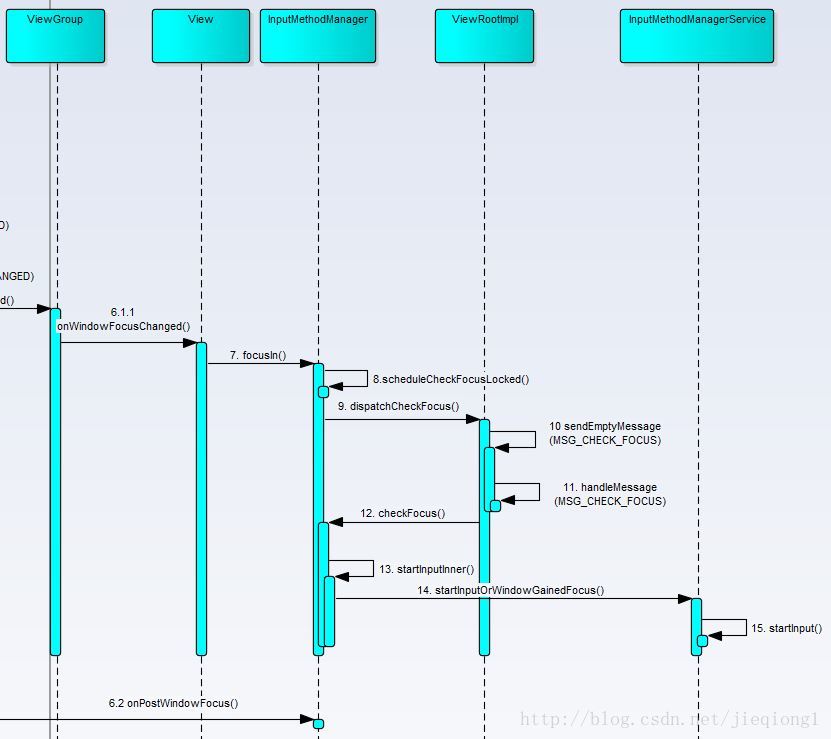 ViewGroup
View
InputMethodManager
ViewRootImpl
InputMethodManagerService
D)
ANGED)
d()
6.1.1
onWindowFocusChanged()
7. focusIn()
8.scheduleCheckFocusLocked()
9. dispatchCheckFocus()
10 sendEmptyMessage
(MSG_CHECK_FOCUS)
11. handleMessage
(MSG_CHECK_FOCUS)
12. checkFocus()
13. startInputInner()
14. startInputOrWindowGainedFocus()
15. startInput()
6.2 onPostWindowFocus()
http://blog.csdn.net/jieqiong1